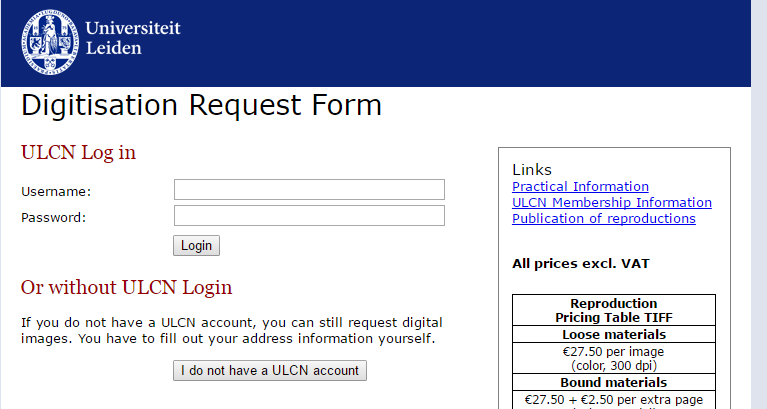 Universiteit
Leiden
Digitisation Request Form
ULCN Log in
Username:
Password:
Login
Or without ULCN Login
If you do not have a ULCN account, you can still request digital
images. You have to fill out your address information yourself.
I do not have a ULCN account
Links
Practical Information
ULCN Membership Information
Publication of reproductions
All prices excl. VAT
Reproduction
Pricing Table TIFF
Loose materials
€27.50 per image
(color, 300 dpi)
Bound materials
€27.50 + €2.50 per extra page